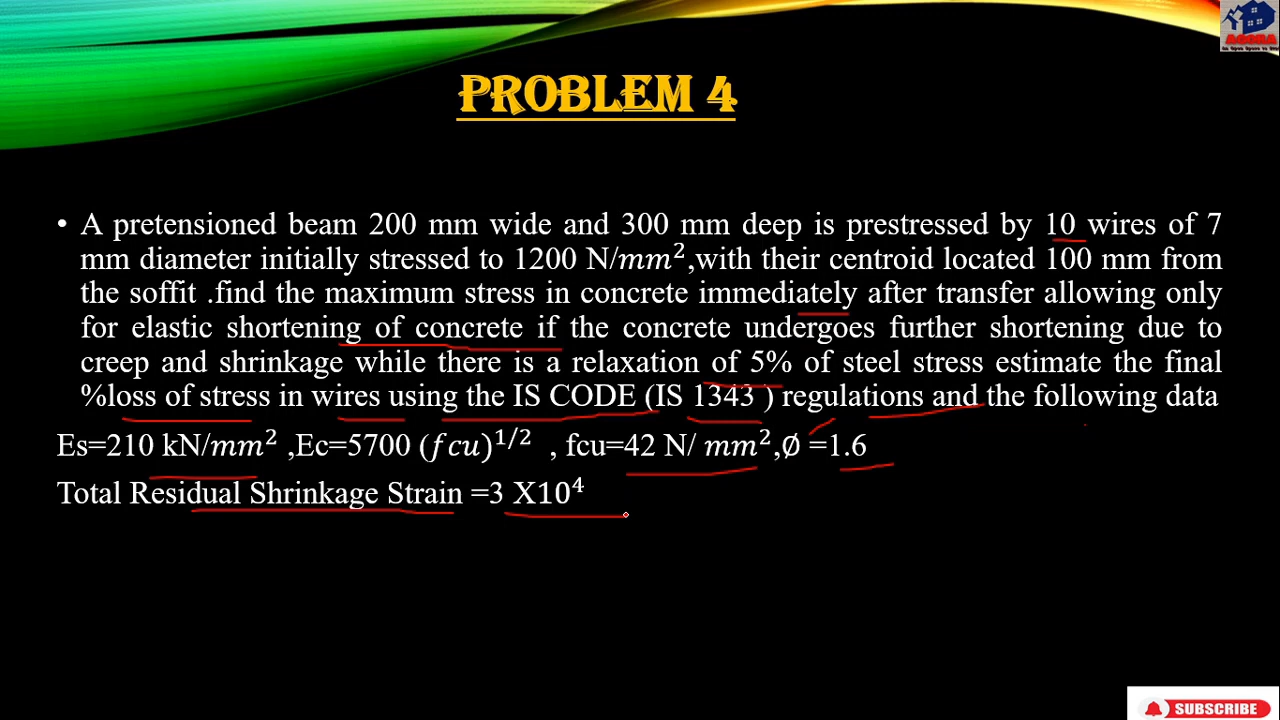 AGORA
PROBLEM 4
• A pretensioned beam 200 mm wide and 300 mm deep is prestressed by 10 wires of 7
mm diameter initially stressed to 1200 N/mm²,with their centroid located 100 mm from
the soffit .find the maximum stress in concrete immediately after transfer allowing only
for elastic shortening of concrete if the concrete undergoes further shortening due to
creep and shrinkage while there is a relaxation of 5% of steel stress estimate the final
%loss of stress in wires using the IS CODE (IS 1343 ) regulations and the following data
Es=210 kN/mm² ,Ec=5700 (fcu)^1/2 , fcu=42 N/ mm²,∅ =1.6
Total Residual Shrinkage Strain =3 X10⁴
SUBSCRIBE